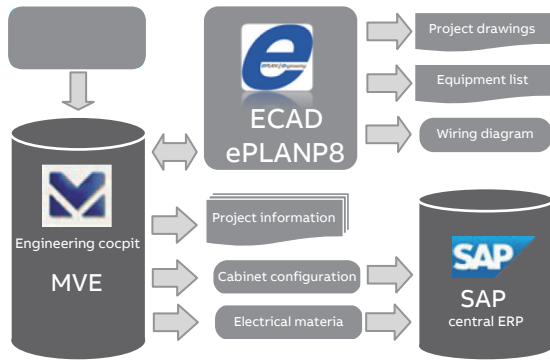 Project drawings
Equipment list
ECAD
ePLANP8
Wiring diagram
Engineering cocpit
MVE
Project information
Cabinet configuration
Electrical materia
SAP
SAP
central ERP